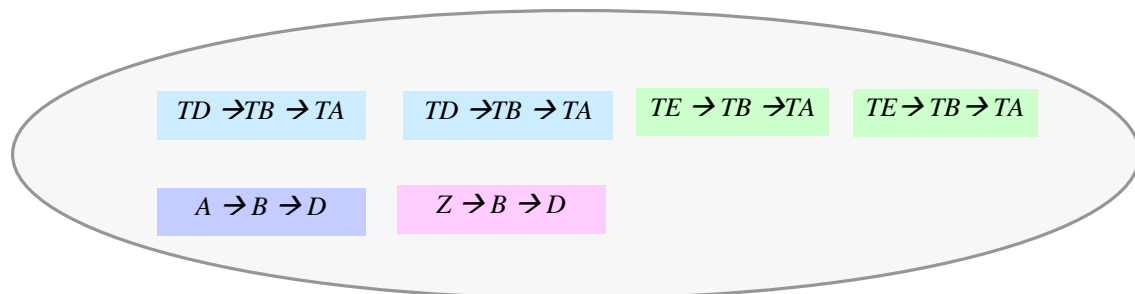 TD →TB → TA
TD →TB → TA
TE → TB →TA
TE→ TB→ TA
A → B → D
Z → B → D